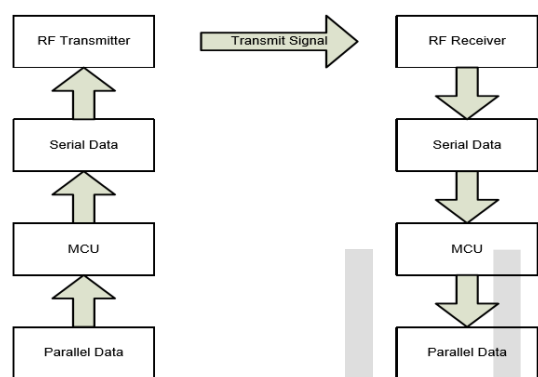 RF Transmitter
Transmit Signal
RF Receiver
Serial Data
Serial Data
MCU
MCU
Parallel Data
Parallel Data